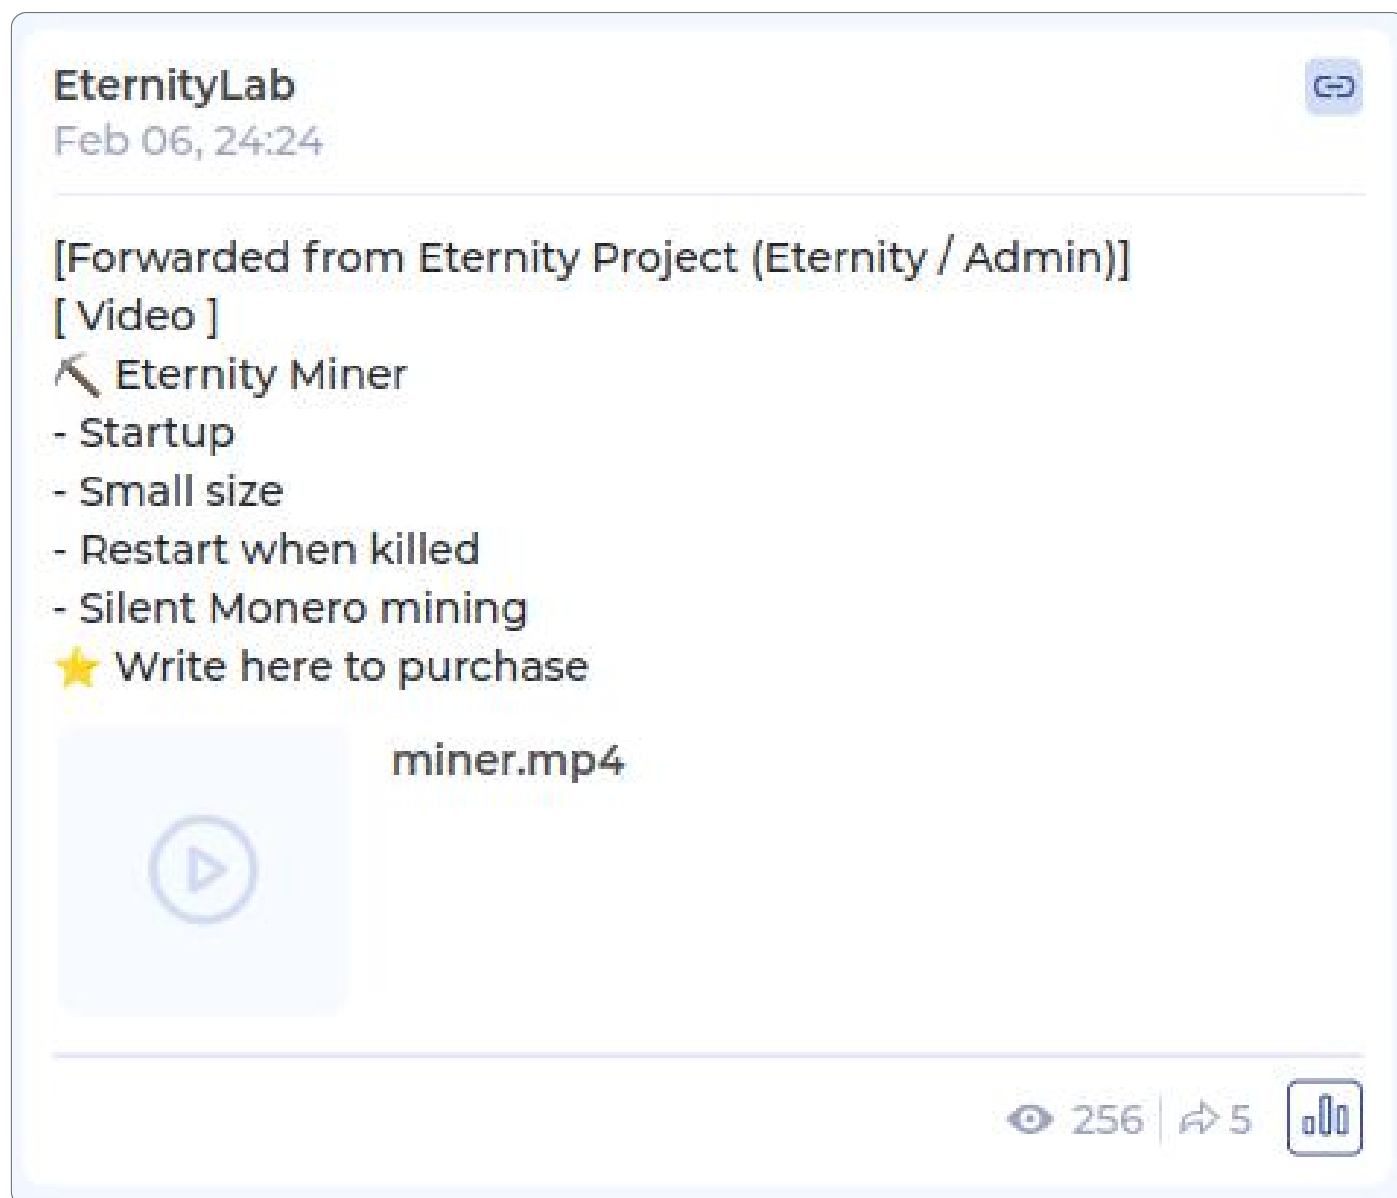 EternityLab
Feb 06, 24:24
[Forwarded from Eternity Project (Eternity / Admin)]
[ Video ]
⛏ Eternity Miner
- Startup
- Small size
- Restart when killed
- Silent Monero mining
⭐ Write here to purchase
miner.mp4
256 5